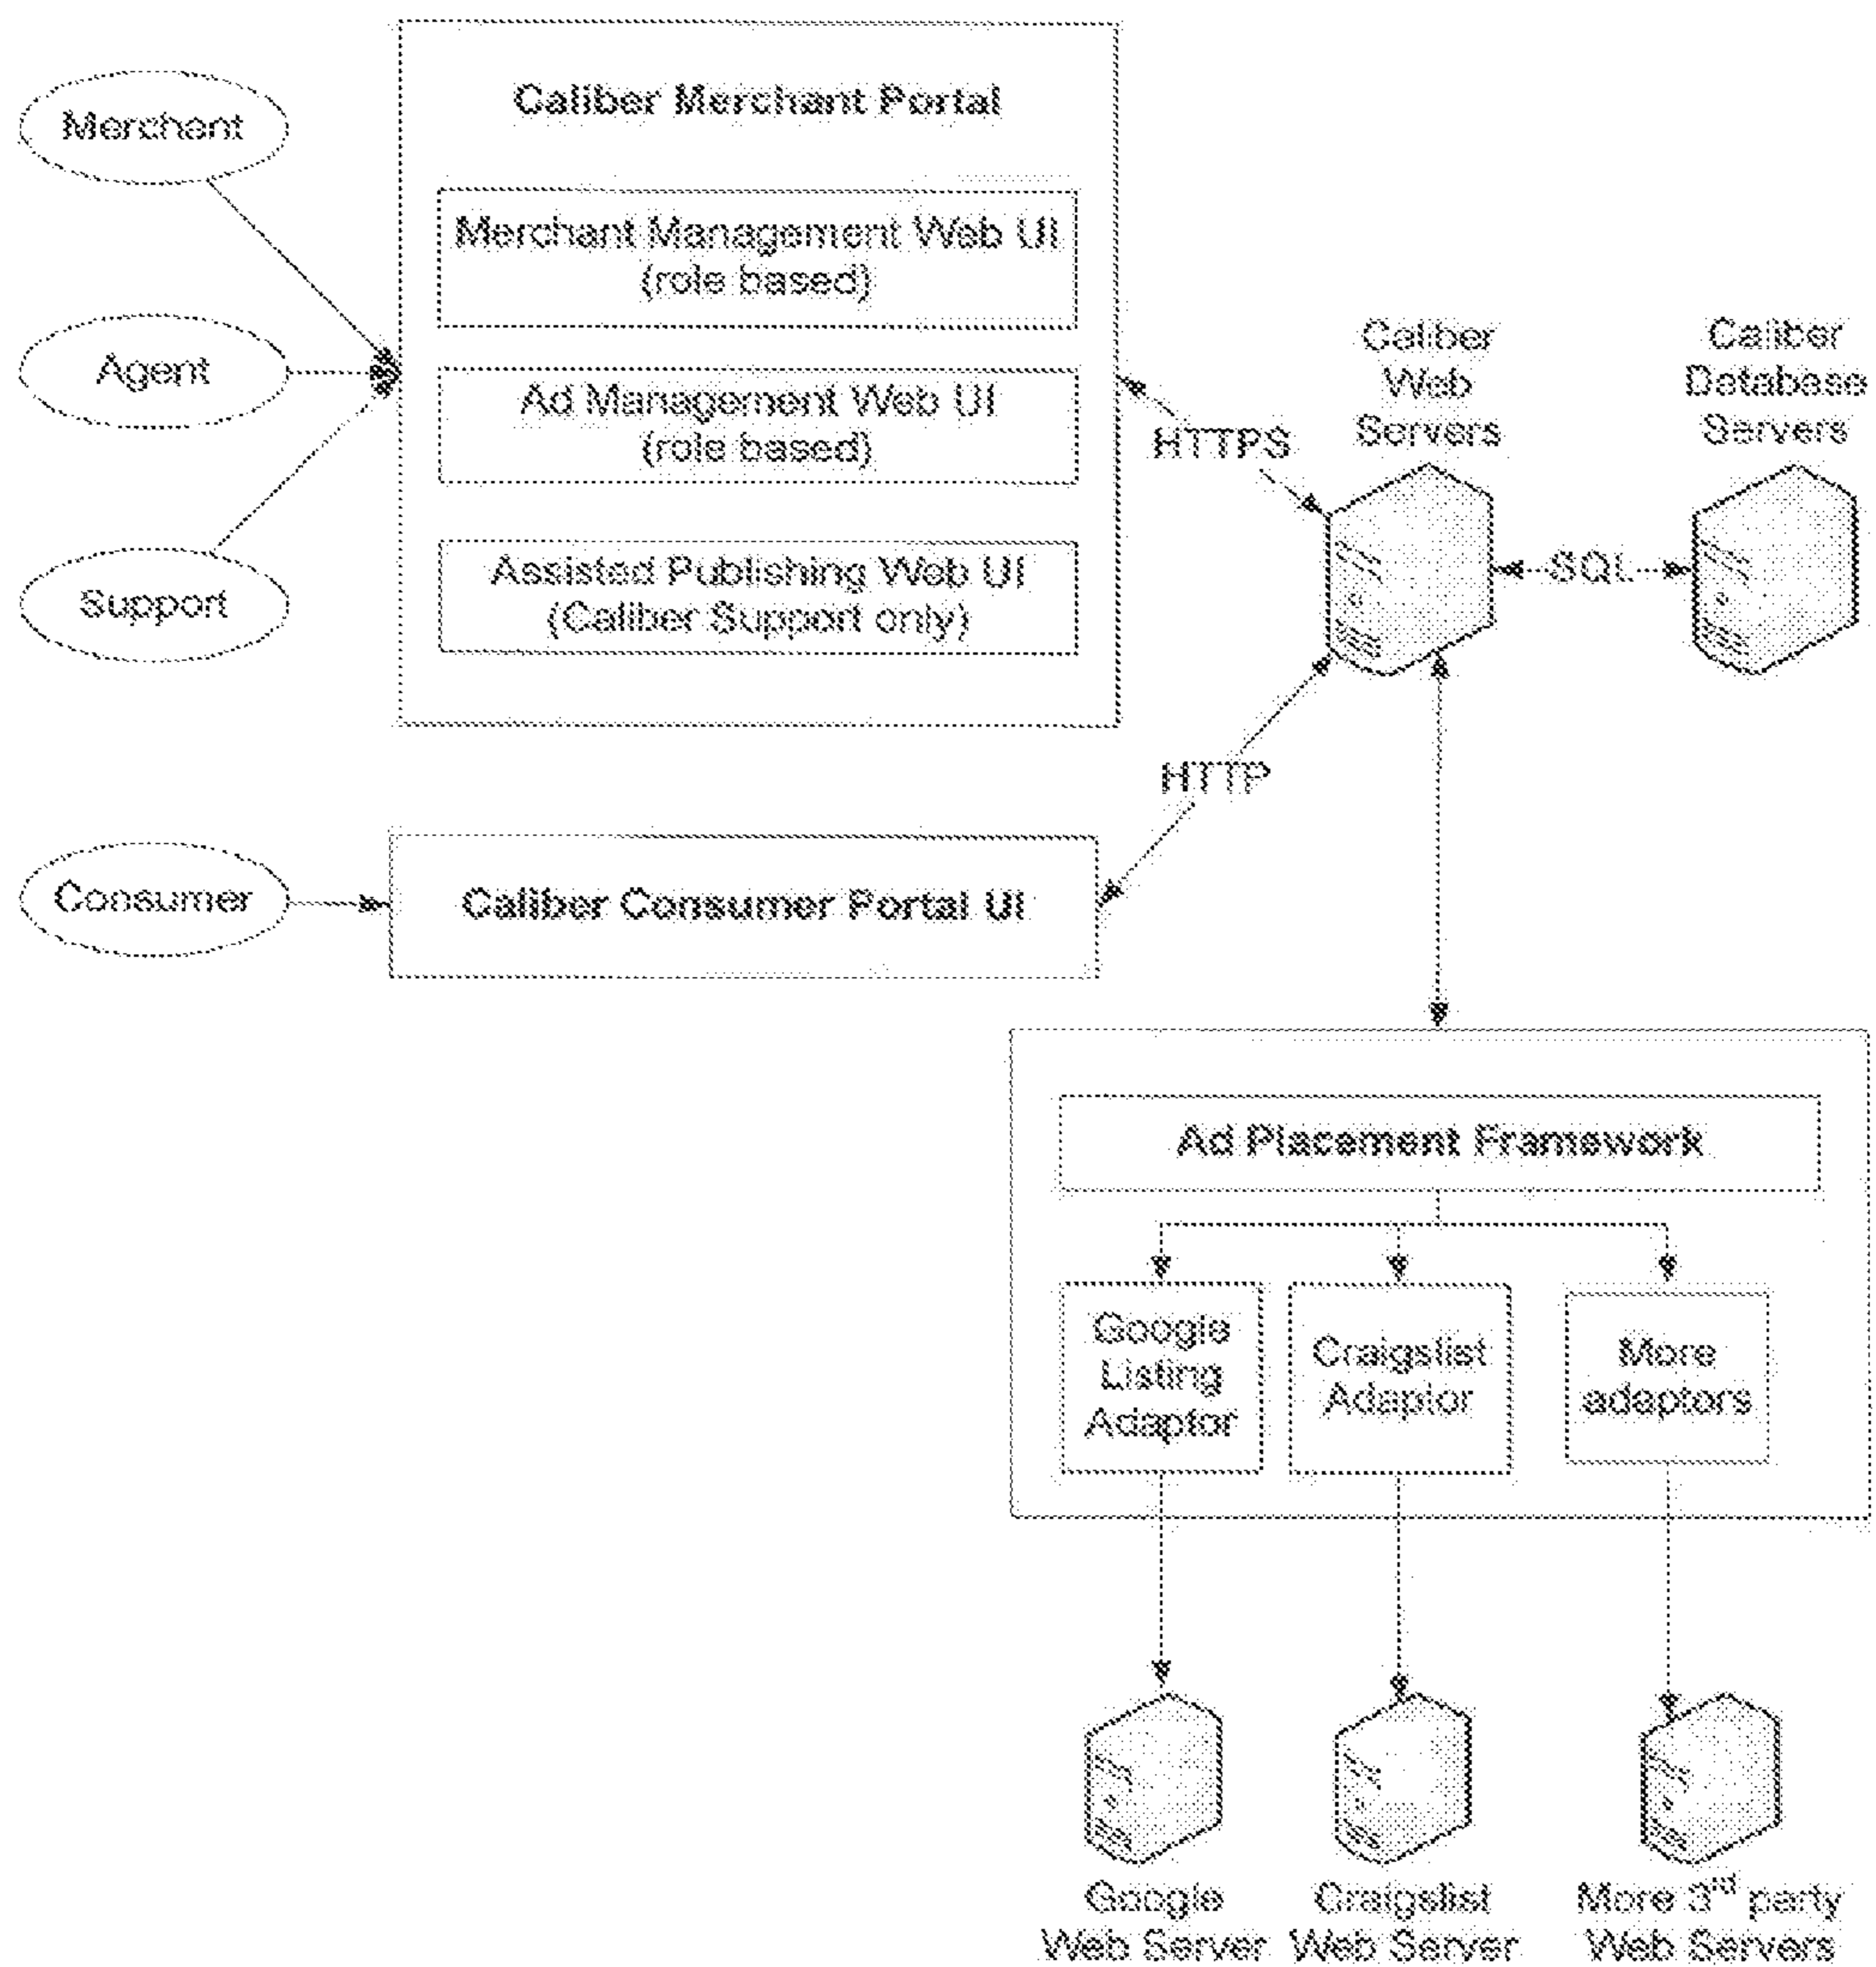 Merchant
Agent
Support
Caliber Merchant Portal
Merchant Management Web UI
(role based)
Ad Management Web UI
(role based)
Assisted Publishing Web UI
(Caliber Support only)
HTTPS
Caliber
Web
Servers
SQL
Caliber
Database
Servers
HTTP
Consumer
Caliber Consumer Portal UI
Ad Placement Framework
Google
Listing
Adaptor
Craigslist
Adaptor
More
adaptors
Google
Web Server
Craigslist
Web Server
More 3rd party
Web Servers